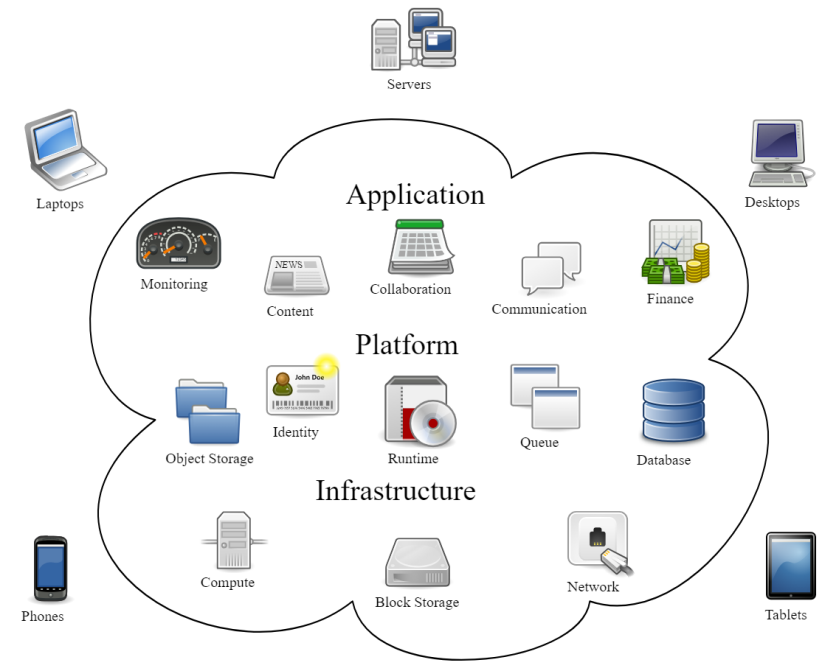 Servers
Laptops
Desktops
Application
Monitoring
NEWS
Content
Collaboration
Communication
Finance
Platform
Object Storage
John Doe
Identity
Runtime
Queue
Database
Infrastructure
Compute
Block Storage
Network
Phones
Tablets